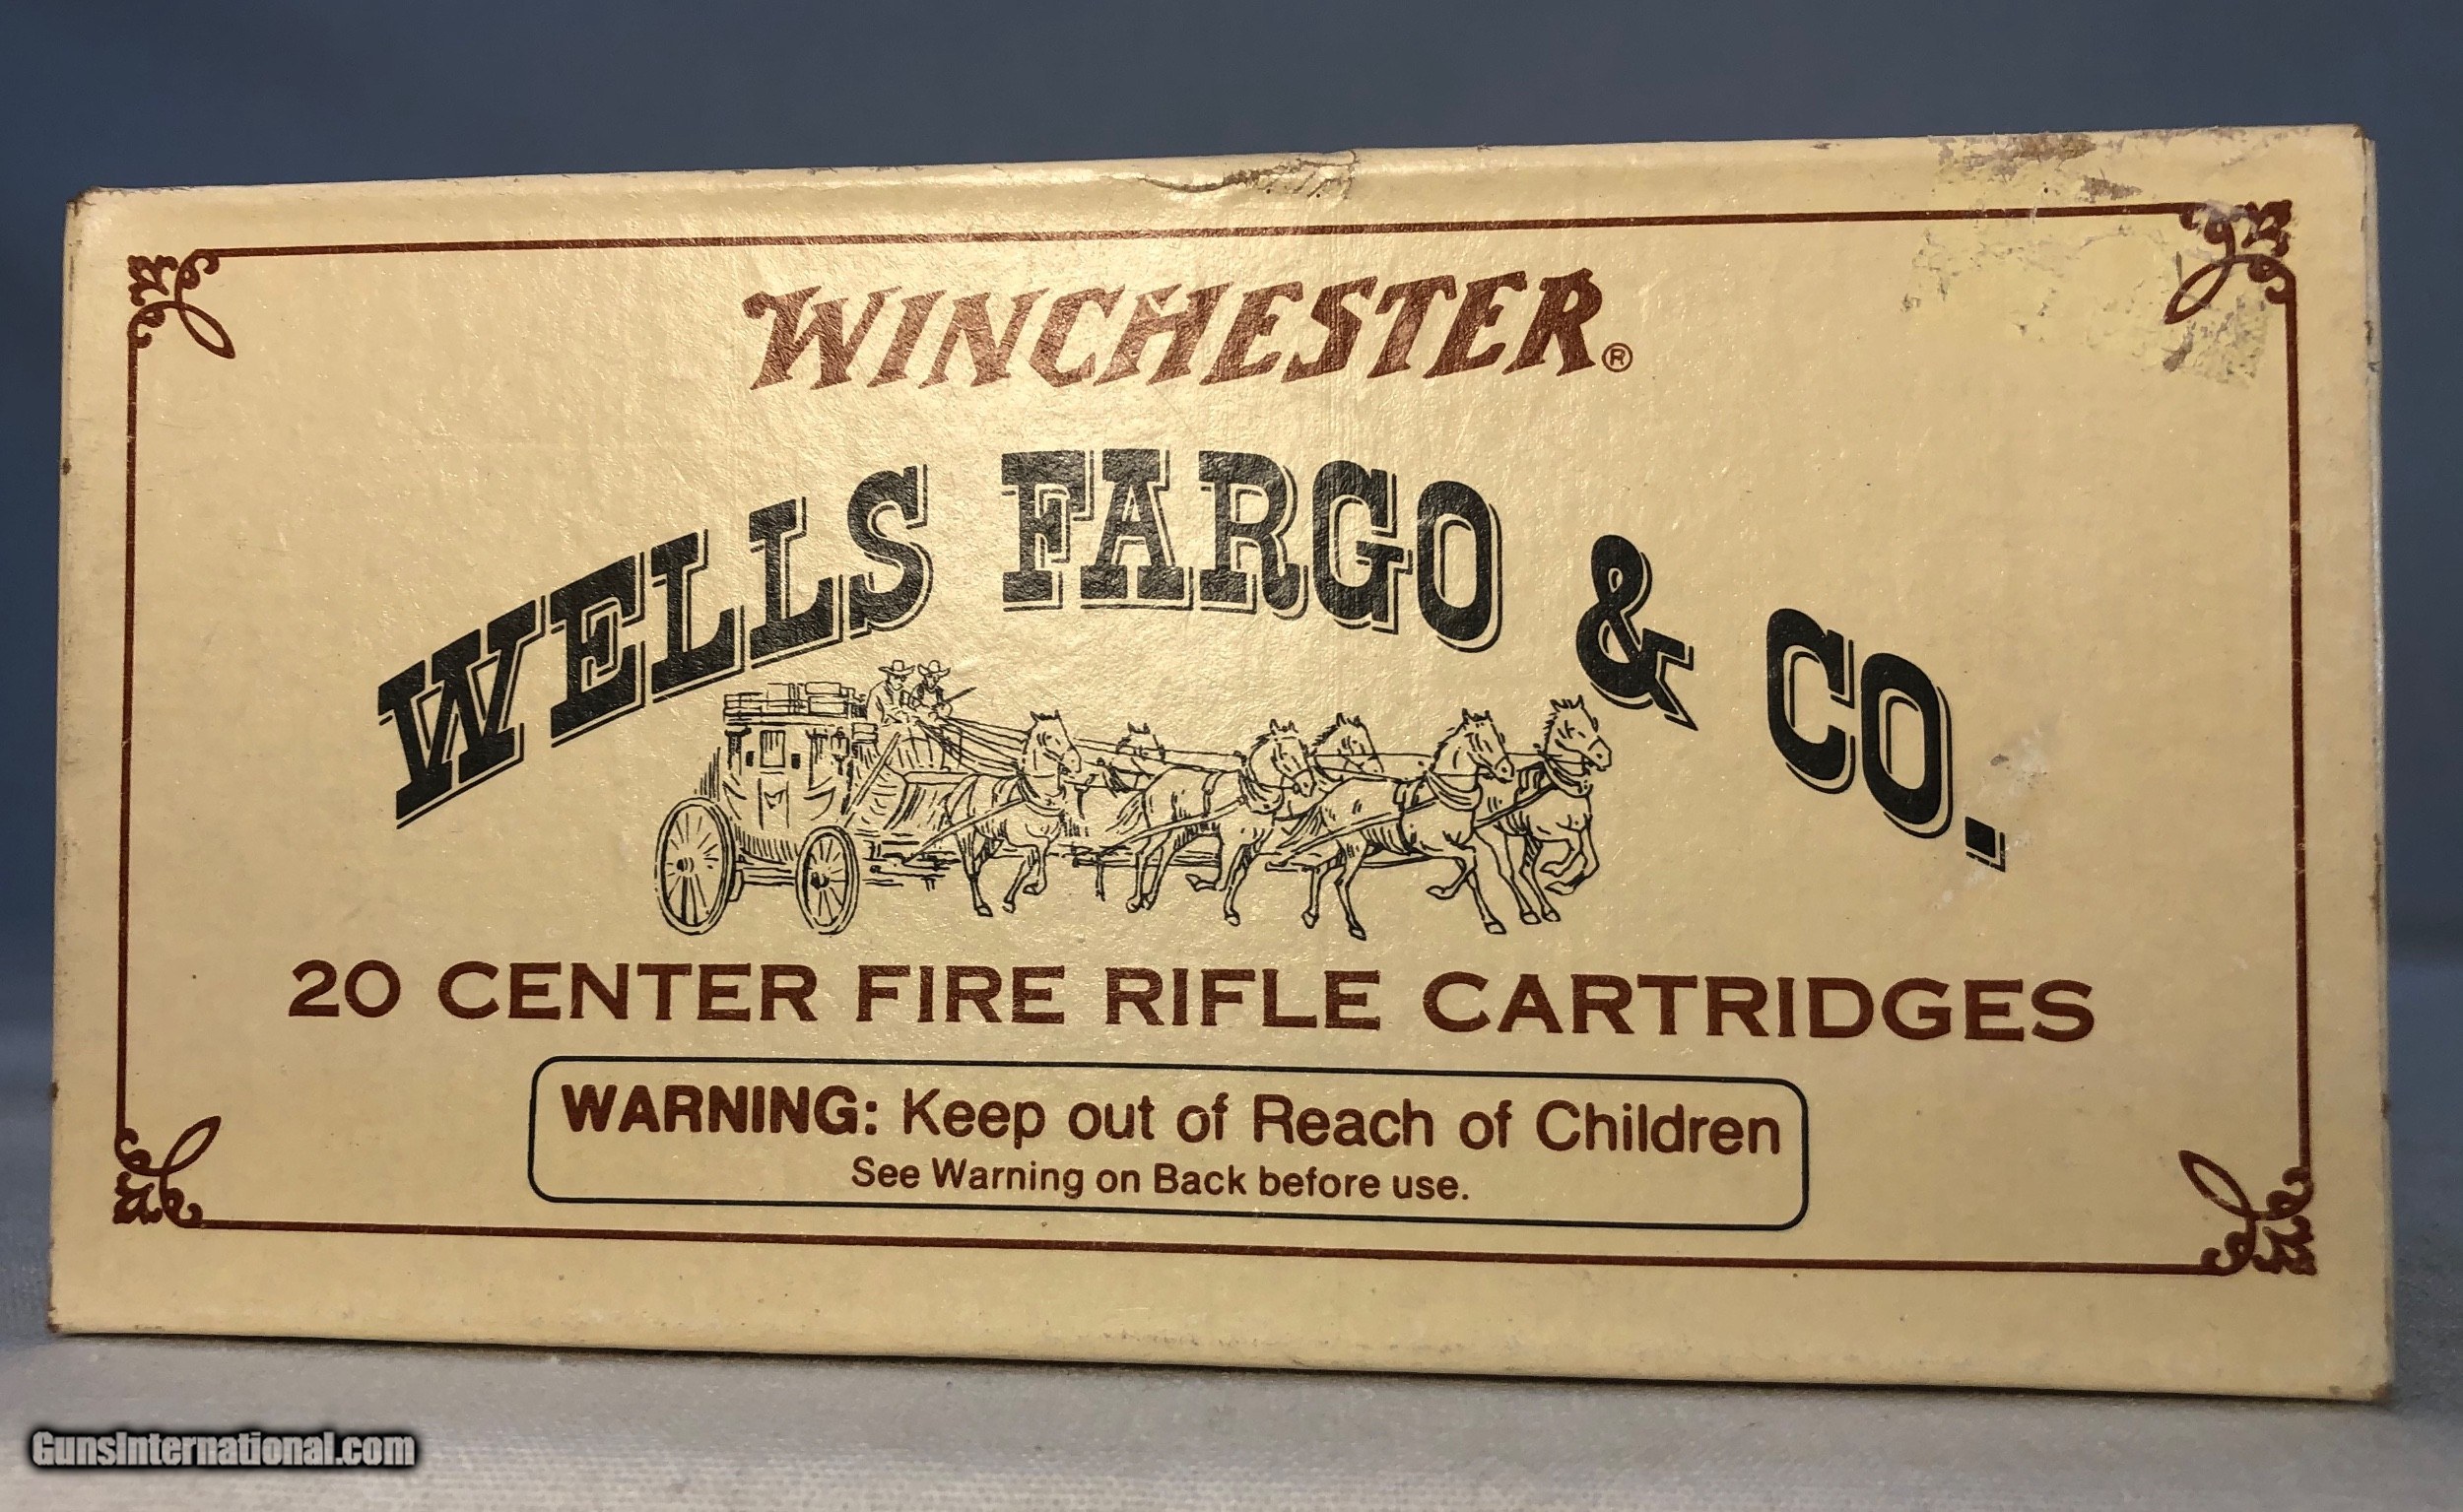 WINCHESTER®
WELLS FARGO & CO.
20 CENTER FIRE RIFLE CARTRIDGES
WARNING: Keep out of Reach of Children
See Warning on Back before use.
GunsInternational.com